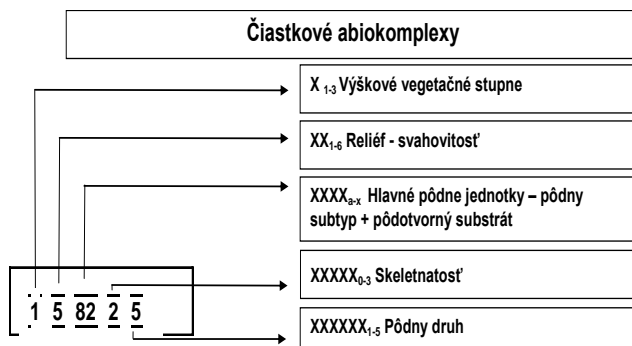 Čiastkové abiokomplexy
X 1-3 Výškové vegetačné stupne
XX1-6 Reliéf - svahovitosť
XXXXa-x Hlavné pôdne jednotky – pôdny
subtyp + pôdotvorný substrát
XXXXX0-3 Skeletnatosť
1 5 82 2 5
XXXXXX1-5 Pôdny druh